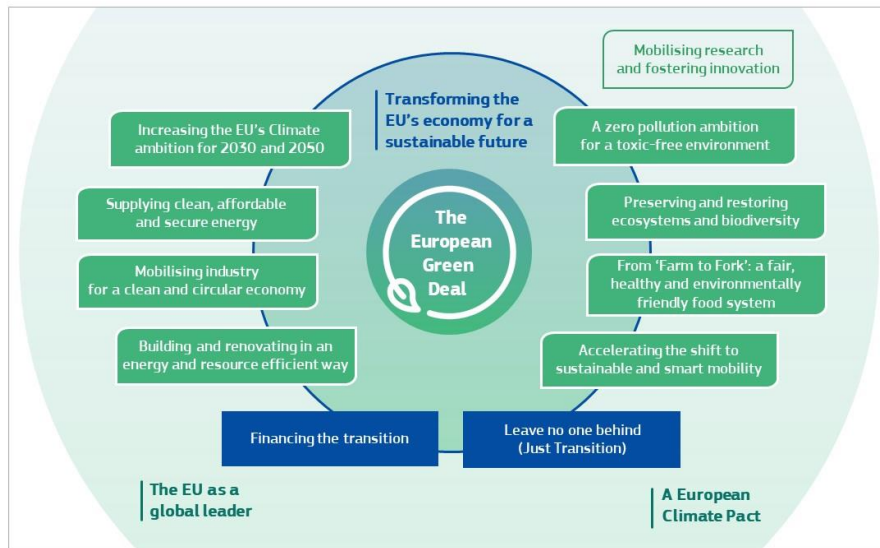 Mobilising research
and fostering innovation
Transforming the
EU's economy for a
sustainable future
Increasing the EU's Climate
ambition for 2030 and 2050
A zero pollution ambition
for a toxic-free environment
Supplying clean, affordable
and secure energy
Preserving and restoring
ecosystems and biodiversity
The
European
Green
Deal
Mobilising industry
for a clean and circular economy
From 'Farm to Fork': a fair,
healthy and environmentally
friendly food system
Building and renovating in an
energy and resource efficient way
Accelerating the shift to
sustainable and smart mobility
Financing the transition
Leave no one behind
(Just Transition)
The EU as a
global leader
A European
Climate Pact